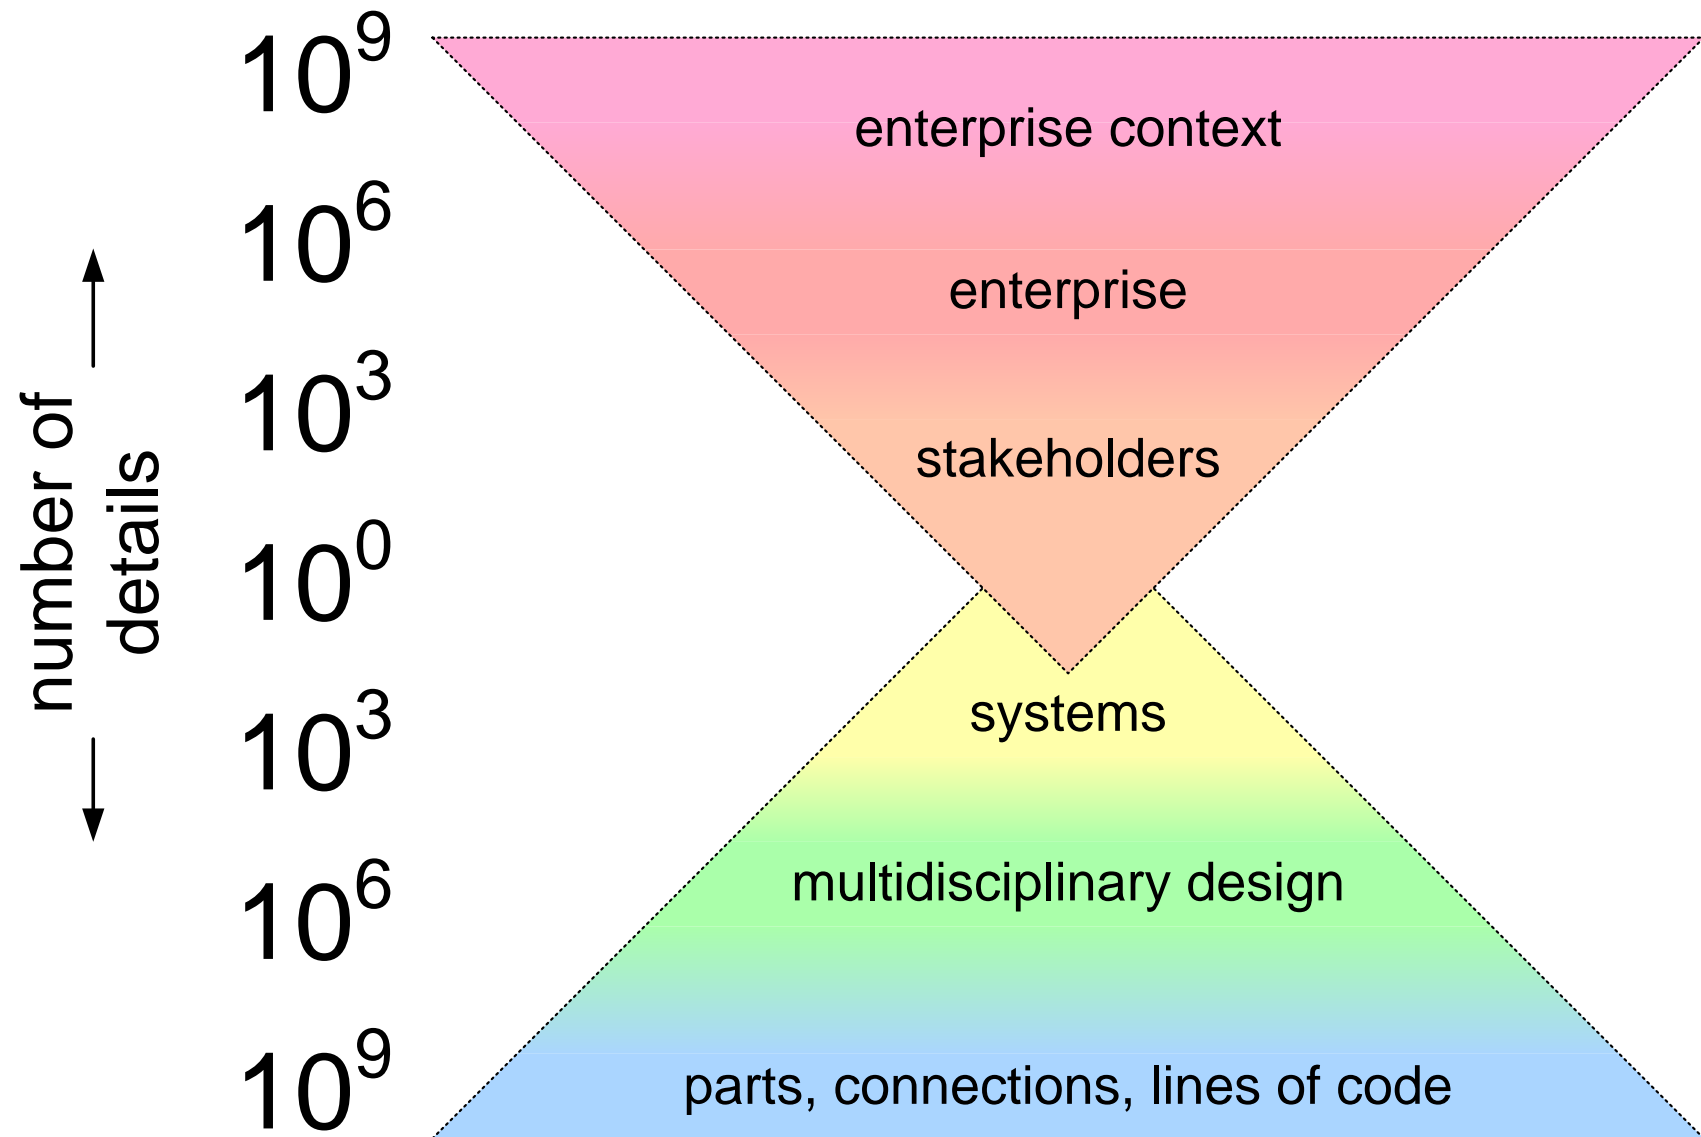 number of
details
10^9
10^6
10^3
10^0
10^3
10^6
10^9
enterprise context
enterprise
stakeholders
systems
multidisciplinary design
parts, connections, lines of code